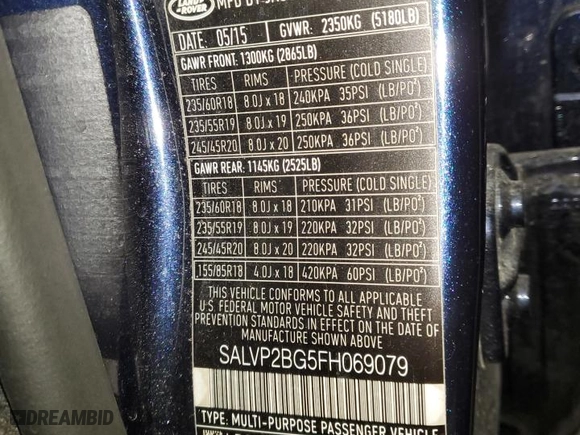 LAND ROVER
MFD BY
DATE: 05/15 GVWR: 2350KG (5180LB)
GAWR FRONT: 1300KG (2865LB)
TIRES RIMS PRESSURE (COLD SINGLE)
235/60R18 8.0J x 18 240KPA 35PSI (LB/PO²)
235/55R19 8.0J x 19 250KPA 36PSI (LB/PO²)
245/45R20 8.0J x 20 250KPA 36PSI (LB/PO²)
GAWR REAR: 1145KG (2525LB)
TIRES RIMS PRESSURE (COLD SINGLE)
235/60R18 8.0J x 18 210KPA 31PSI (LB/PO²)
235/55R19 8.0J x 19 220KPA 32PSI (LB/PO²)
245/45R20 8.0J x 20 220KPA 32PSI (LB/PO²)
155/85R18 4.0J x 18 420KPA 60PSI (LB/PO²)
THIS VEHICLE CONFORMS TO ALL APPLICABLE
U.S. FEDERAL MOTOR VEHICLE SAFETY AND THEFT
PREVENTION STANDARDS IN EFFECT ON THE DATE OF
MANUFACTURE SHOWN ABOVE
SALVP2BG5FH069079
TYPE: MULTI-PURPOSE PASSENGER VEHICLE
DREAMBID